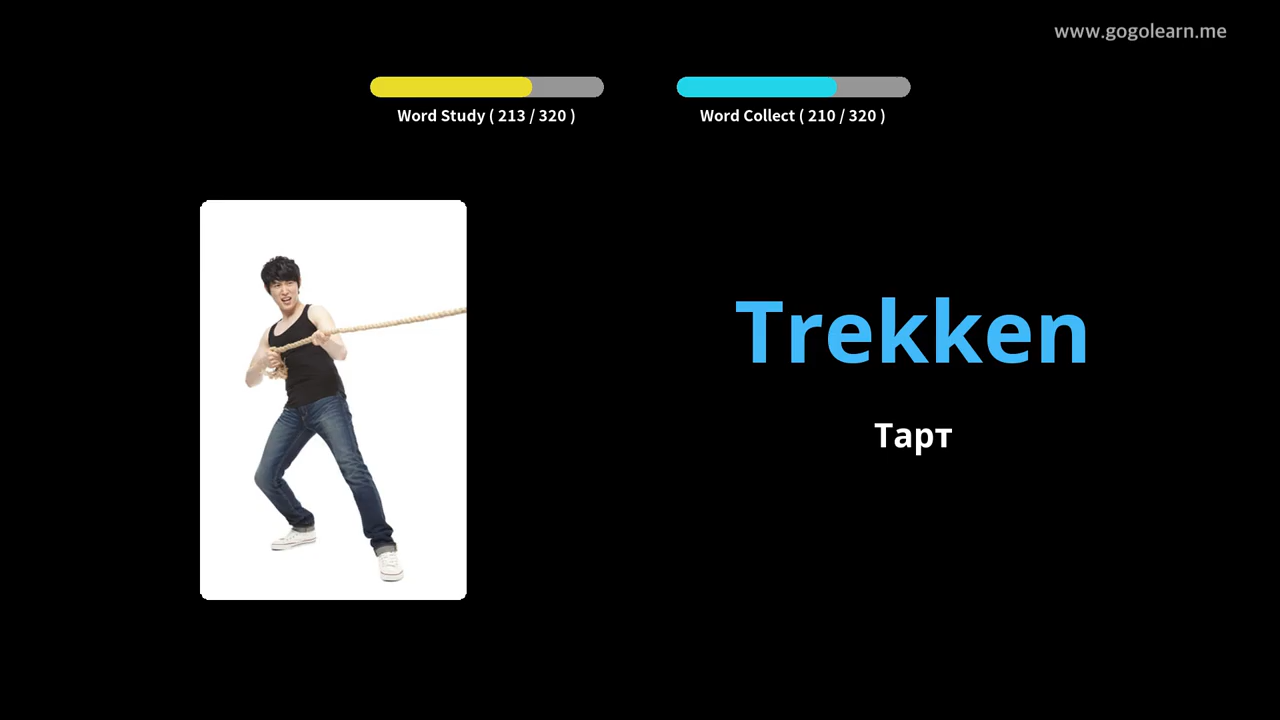 www.gogolearn.me
Word Study ( 213 / 320 )
Word Collect ( 210 / 320 )
Trekken
Тарт